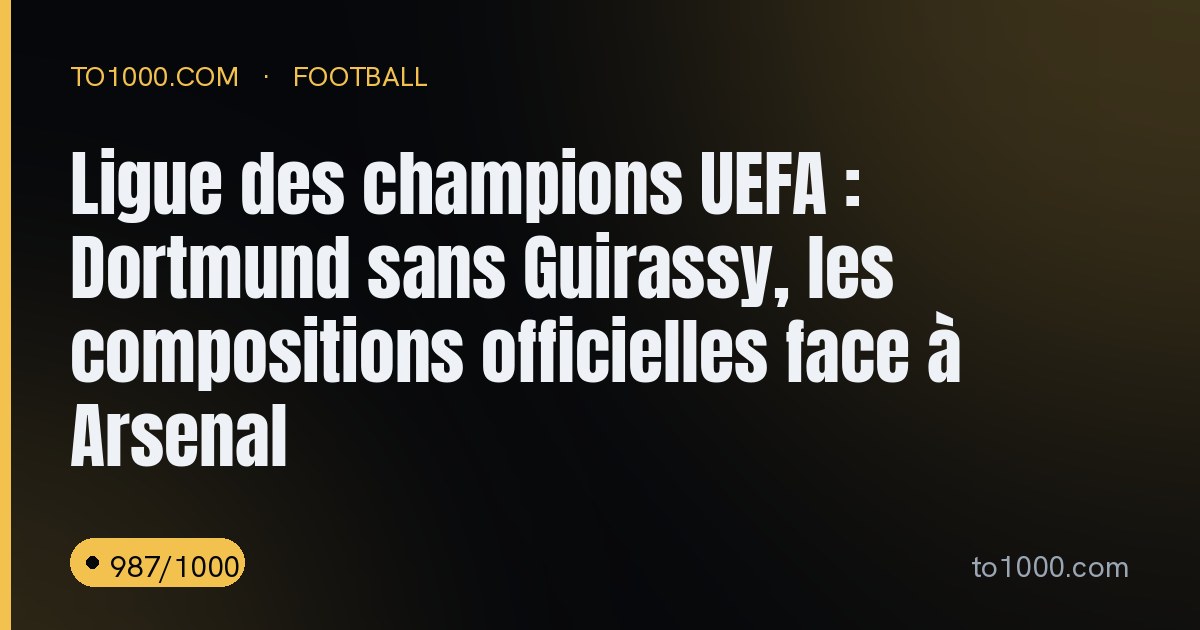 TO1000.COM · FOOTBALL
Ligue des champions UEFA :
Dortmund sans Guirassy, les
compositions officielles face à
Arsenal
987/1000
to1000.com